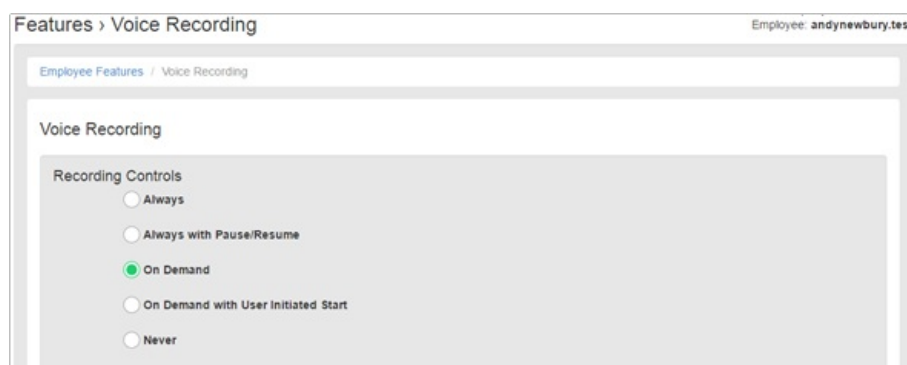 Features › Voice Recording
Employee: andynewbury.tes
Employee Features / Voice Recording
Voice Recording
Recording Controls
Always
Always with Pause/Resume
On Demand
On Demand with User Initiated Start
Never